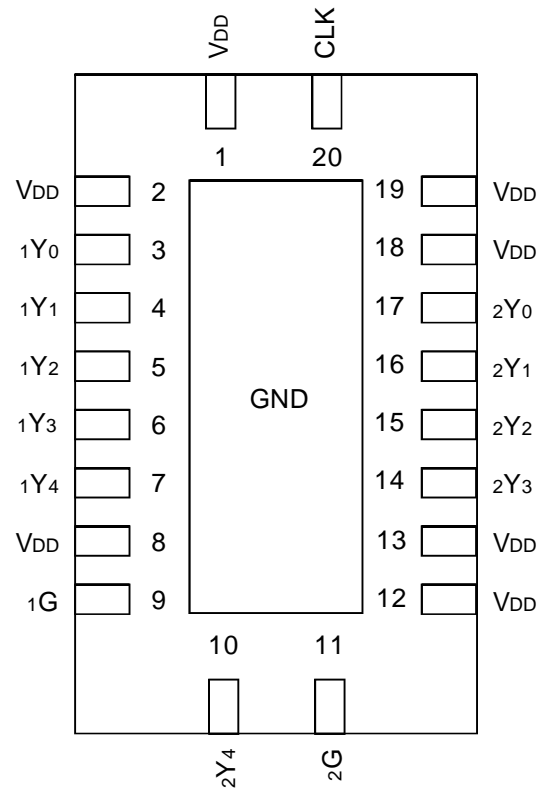 VDD CLK
1 20
VDD 2 19 VDD
1Y0 3 18 VDD
1Y1 4 17 2Y0
1Y2 5 16 2Y1
1Y3 6 15 2Y2
GND
1Y4 7 14 2Y3
VDD 8 13 VDD
1G 9 12 VDD
10 11
2Y4 2G